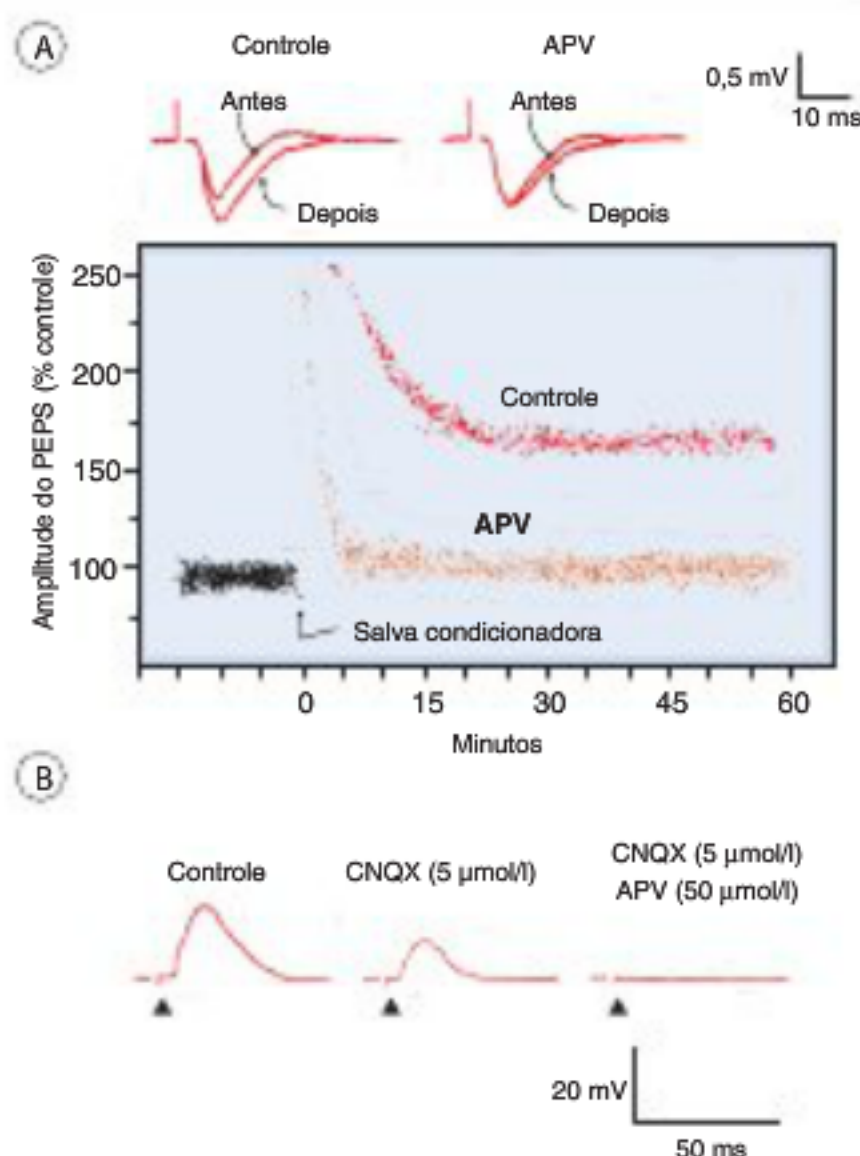 A
Controle
APV
0,5 mV
10 ms
Antes
Antes
Depois
Depois
Amplitude do PEPS (% controle)
250
200
150
100
Controle
APV
Salva condicionadora
0 15 30 45 60
Minutos
B
Controle
CNQX (5 µmol/l)
CNQX (5 µmol/l)
APV (50 µmol/l)
20 mV
50 ms